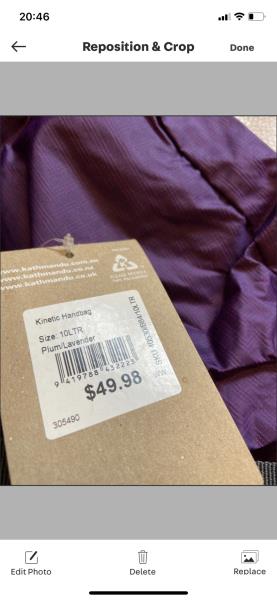 20:46
Reposition & Crop
Done
www.kathmandu.com.au
www.kathmandu.co.nz
www.kathmandu.co.uk
Kinetic Handbag
Size: 10LTR
Plum/Lavender
9 419788 432223
$49.98
305490
Edit Photo
Delete
Replace